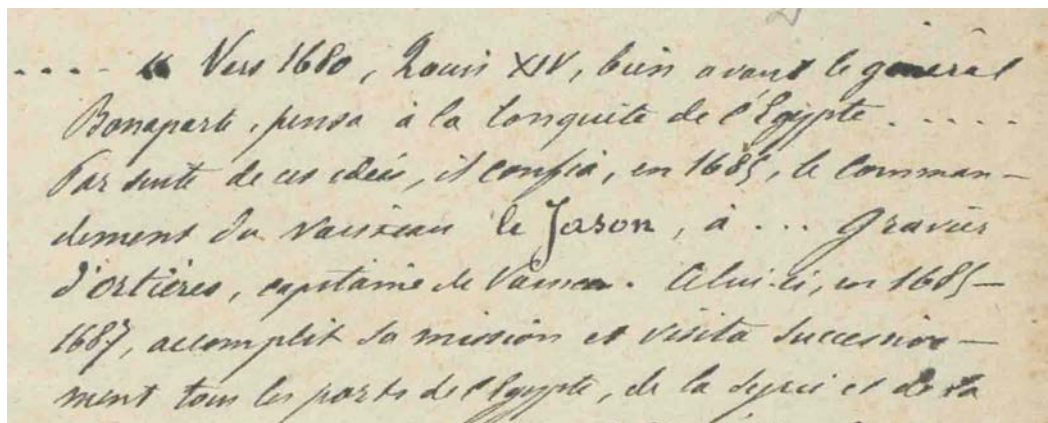 .... « Vers 1680, Louis XIV, bien avant le général
Bonaparte, pensa à la conquête de l'Egypte.....
Par suite de ces idées, il confia, en 1685, le comman-
dement du vaisseau le Jason, à ... Gravier
d'Ortières, capitaine de vaisseau. Celui-ci, en 1685-
1687, accomplit sa mission et visita successive-
ment tous les ports de l'Egypte, de la Syrie et de la